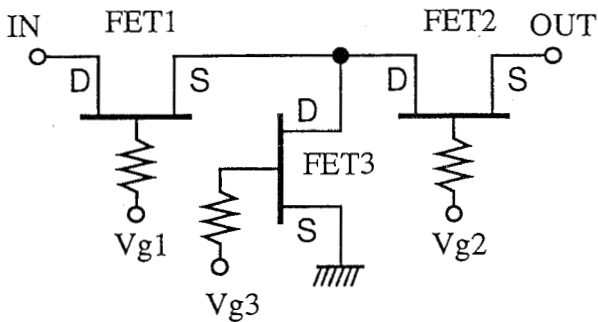 IN FET1 FET2 OUT
D S D S
D
FET3
S
Vg1 Vg2
Vg3